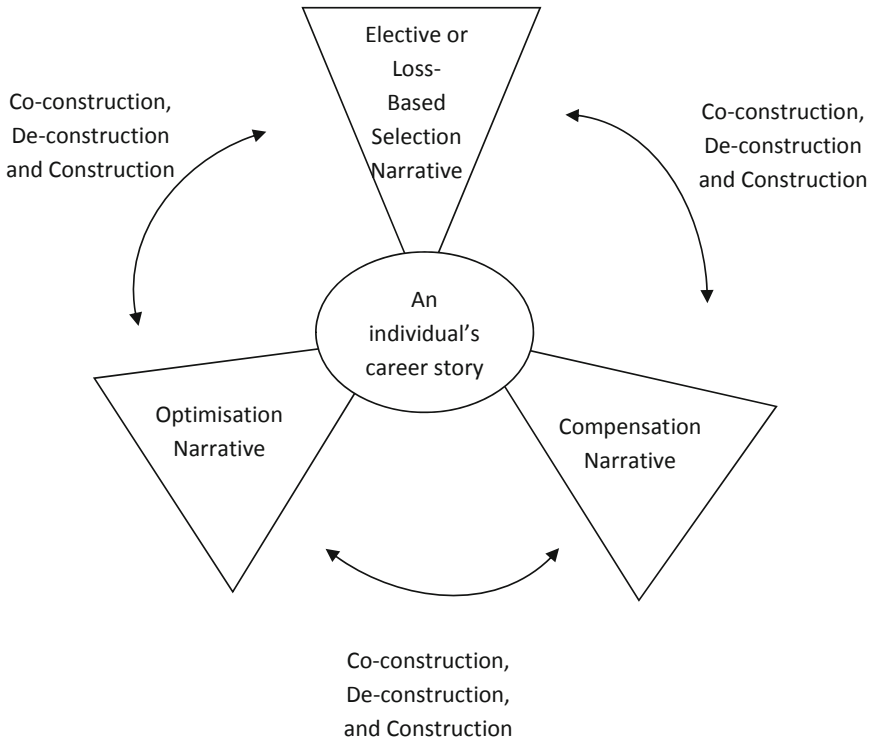 Elective or
Loss-
Based
Selection
Narrative
Co-construction,
De-construction
and Construction
Co-construction,
De-construction
and Construction
An
individual’s
career story
Optimisation
Narrative
Compensation
Narrative
Co-construction,
De-construction,
and Construction